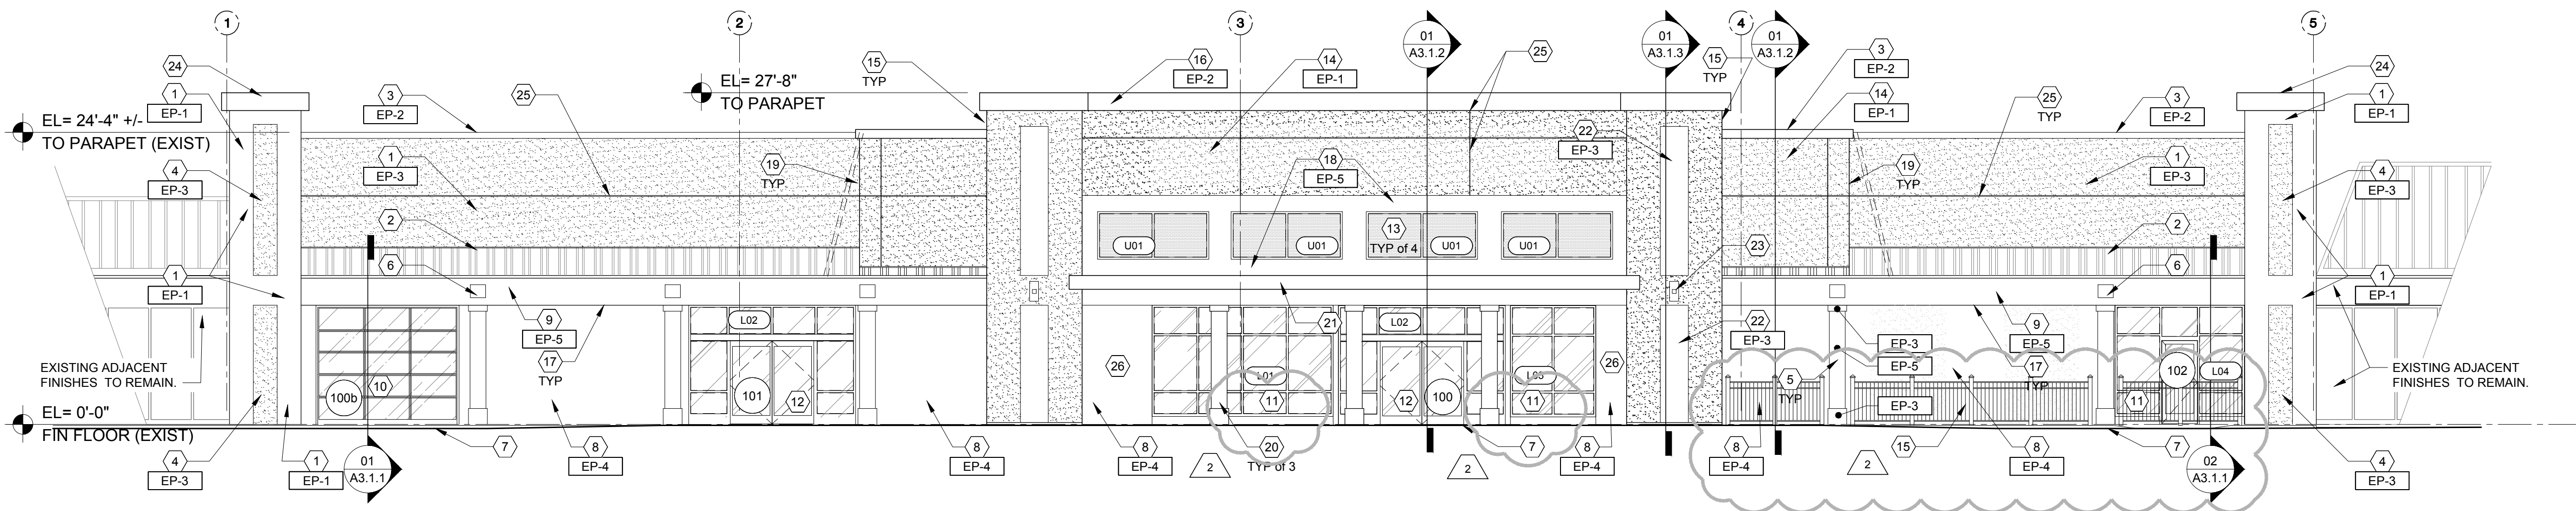 1
2
3
4
5
01
A3.1.2
01
A3.1.3
01
A3.1.2
24
1
EP-1
3
EP-2
25
EL= 27'-8"
TO PARAPET
15
TYP
16
EP-2
14
EP-1
25
15
TYP
3
EP-2
14
EP-1
25
TYP
3
EP-2
24
1
EP-1
EL= 24'-4" +/-
TO PARAPET (EXIST)
4
EP-3
1
EP-3
19
TYP
18
EP-5
22
EP-3
19
TYP
1
EP-3
4
EP-3
2
13
TYP of 4
U01
U01
U01
U01
23
2
1
EP-1
6
6
1
EP-1
9
EP-5
17
TYP
L02
21
L02
22
EP-3
EP-3
EP-5
9
EP-5
17
TYP
EXISTING ADJACENT
FINISHES TO REMAIN.
10
100b
101
12
26
L01
11
12
100
L05
11
26
5
TYP
EP-3
102
L04
11
EXISTING ADJACENT
FINISHES TO REMAIN.
EL= 0'-0"
FIN FLOOR (EXIST)
4
EP-3
1
EP-1
01
A3.1.1
7
8
EP-4
8
EP-4
8
EP-4
2
20
TYP of 3
2
7
8
EP-4
8
EP-4
2
15
8
EP-4
7
02
A3.1.1
4
EP-3